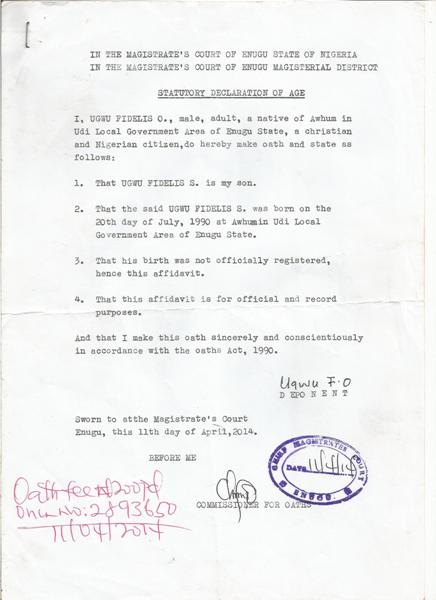 IN THE MAGISTRATE'S COURT OF ENUGU STATE OF NIGERIA
IN THE MAGISTRATE'S COURT OF ENUGU MAGISTERIAL DISTRICT
STATUTORY DECLARATION OF AGE
I, UGWU FIDELIS O., male, adult, a native of Awhum in
Udi Local Government Area of Enugu State, a christian
and Nigerian citizen,do hereby make oath and state as
follows:
1. That UGWU FIDELIS S. is my son.
2. That the said UGWU FIDELIS S. was born on the
20th day of July, 1990 at Awhumin Udi Local
Government Area of Enugu State.
3. That his birth was not officially registered,
hence this affidavit.
4. That this affidavit is for official and record
purposes.
And that I make this oath sincerely and conscientiously
in accordance with the oaths Act, 1990.
Ugwu F.O
DEPONENT
Sworn to atthe Magistrate's Court
Enugu, this 11th day of April,2014.
BEFORE ME
CHIEF MAGISTRATES COURT
DATE 11/4/14
COMMISSIONER FOR OATHS
Oath fee ₦200
No: 2893650
11/04/2014